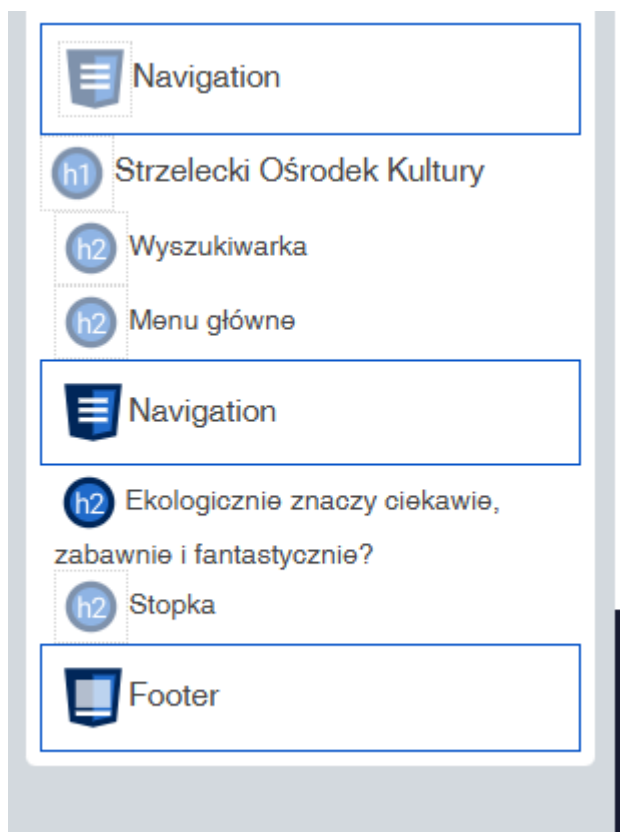 Navigation
h1 Strzelecki Ośrodek Kultury
h2 Wyszukiwarka
h2 Menu główne
Navigation
h2 Ekologicznie znaczy ciekawie,
zabawnie i fantastycznie?
h2 Stopka
Footer